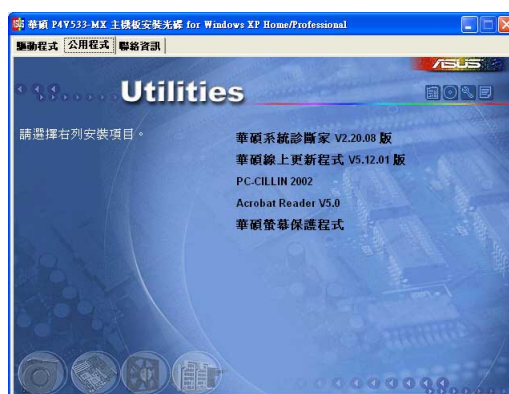 華碩 P4V533-MX 主機板安裝光碟 for Windows XP Home/Professional
驅動程式 公用程式 聯絡資訊
ASUS
Utilities
請選擇右列安裝項目。
華碩系統診斷家 V2.20.08 版
華碩線上更新程式 V5.12.01 版
PC-CILLIN 2002
Acrobat Reader V5.0
華碩螢幕保護程式